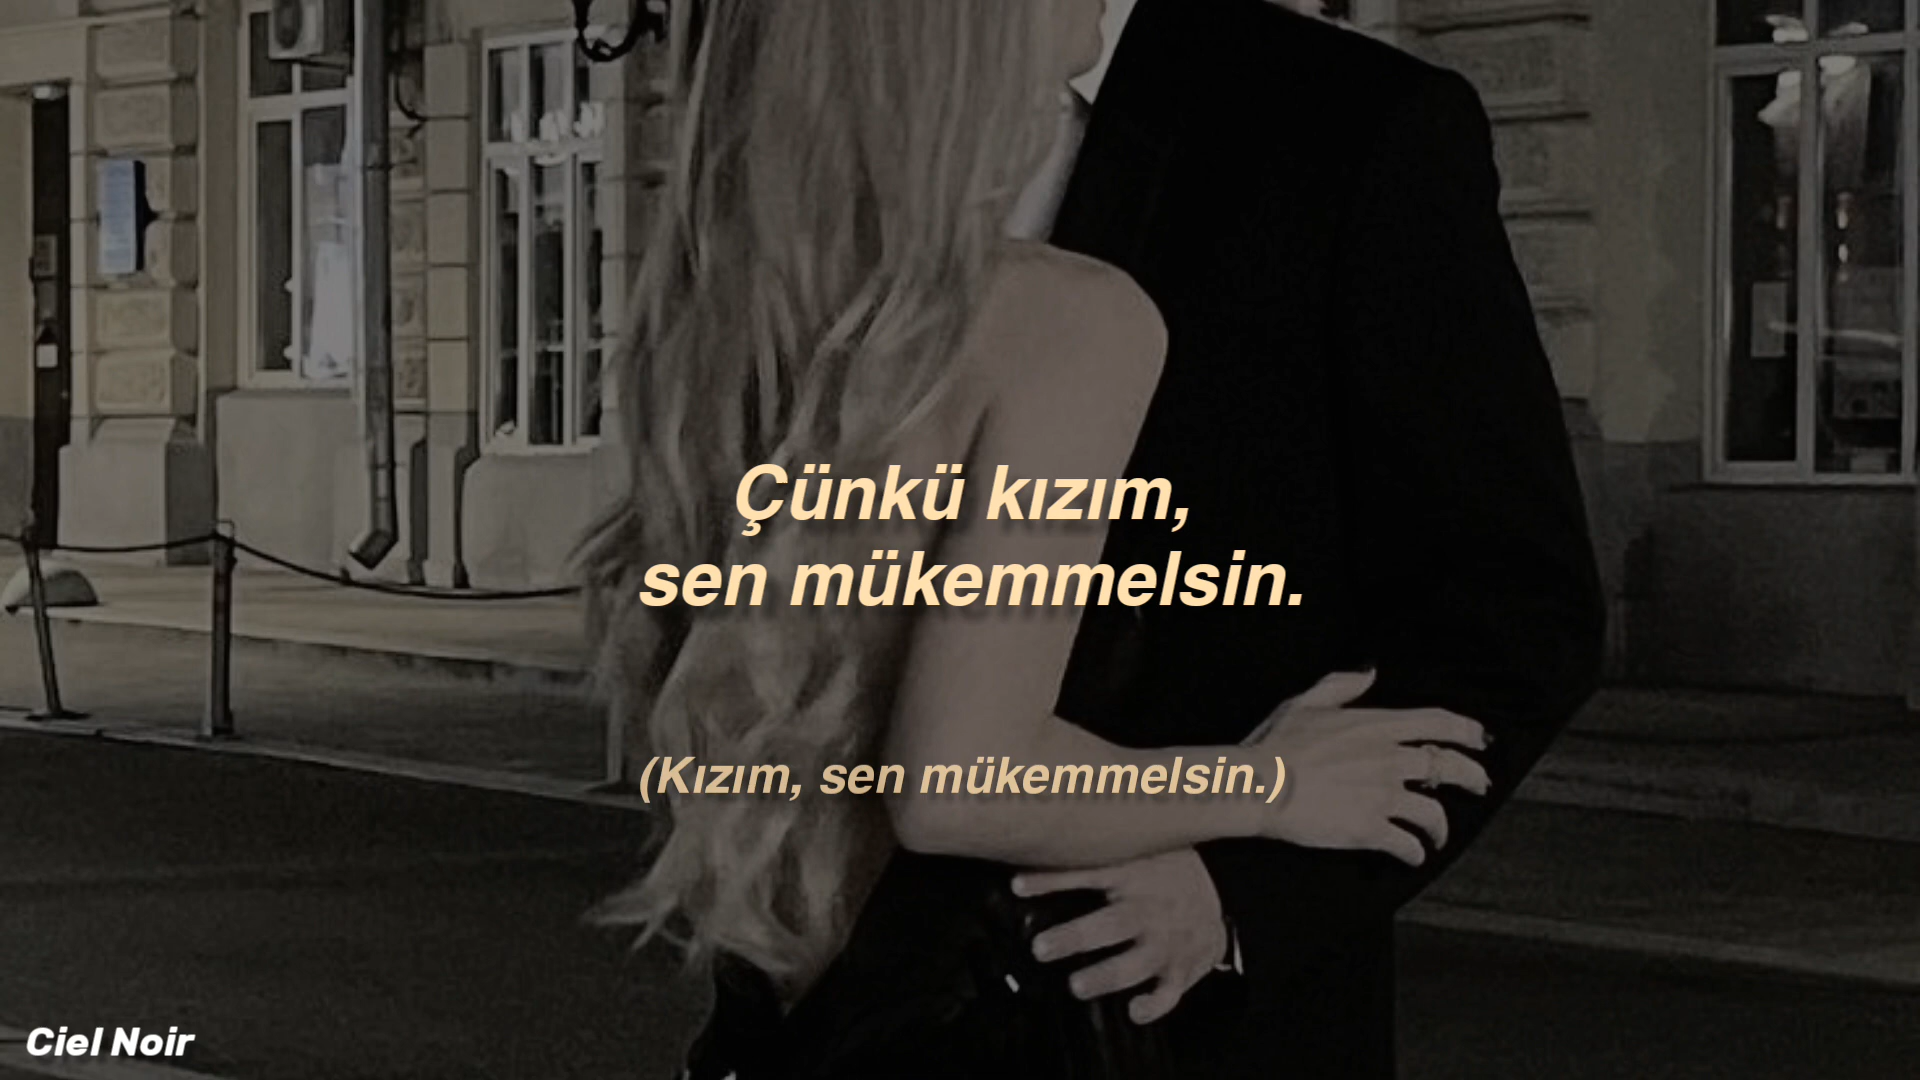 Çünkü kızım,
sen mükemmelsin.
(Kızım, sen mükemmelsin.)
Ciel Noir